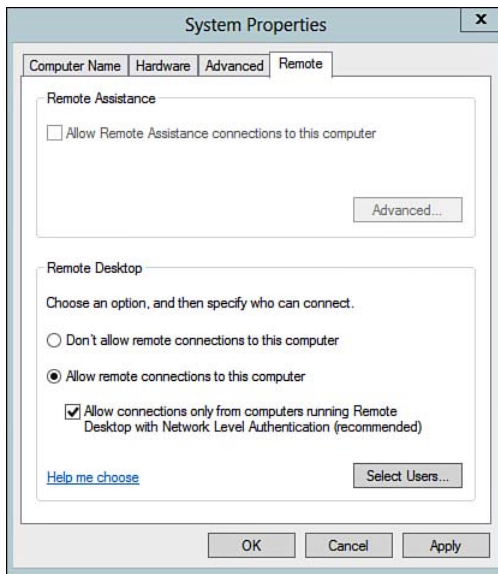 System Properties
x
Computer Name Hardware Advanced Remote
Remote Assistance
Allow Remote Assistance connections to this computer
Advanced...
Remote Desktop
Choose an option, and then specify who can connect.
Don't allow remote connections to this computer
Allow remote connections to this computer
Allow connections only from computers running Remote
Desktop with Network Level Authentication (recommended)
Help me choose Select Users...
OK Cancel Apply